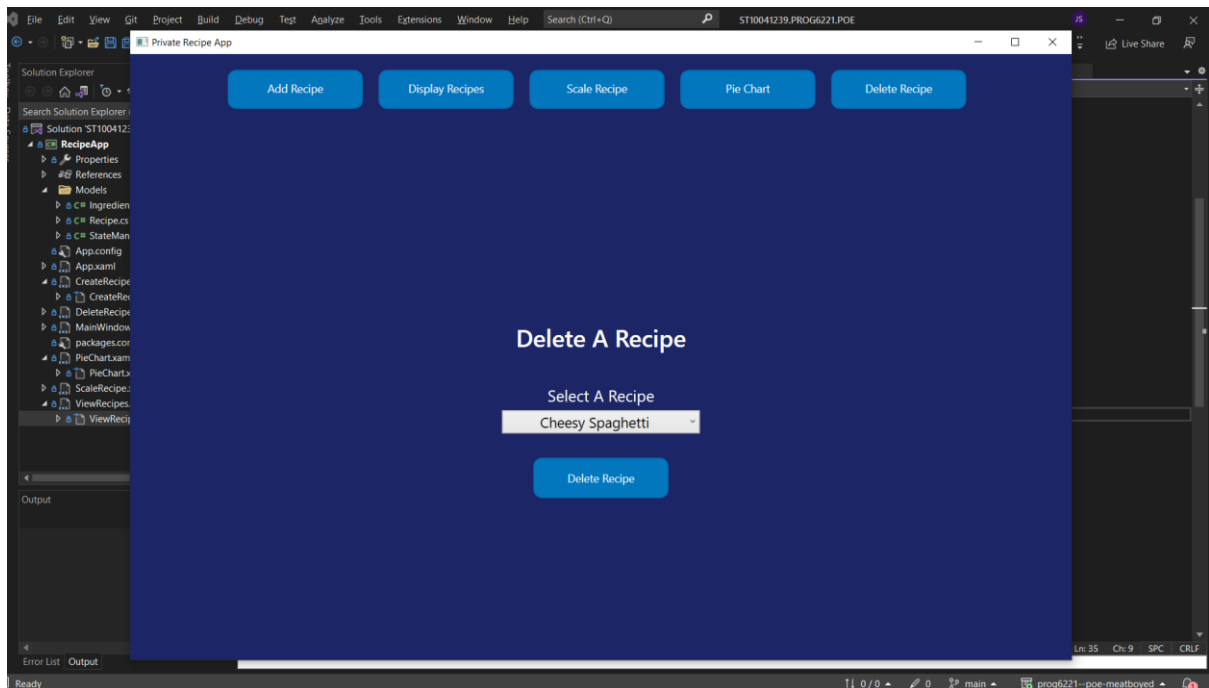 File Edit View Git Project Build Debug Test Analyze Tools Extensions Window Help Search (Ctrl+Q) ST10041239.PROG6221.POE JS
Live Share
Private Recipe App
Solution Explorer
Add Recipe Display Recipes Scale Recipe Pie Chart Delete Recipe
Search Solution Explorer
Solution 'ST1004123
RecipeApp
Properties
References
Models
C# Ingredien
C# Recipe.cs
C# StateMan
App.config
App.xaml
CreateRecipe
CreateRec
DeleteRecipe
MainWindow
packages.con
PieChart.xam
PieChart.x
ScaleRecipe.
ViewRecipes.
ViewRecip
Delete A Recipe
Select A Recipe
Cheesy Spaghetti
Delete Recipe
Output
Error List Output
Ln: 35 Ch: 9 SPC CRLF
Ready 0 / 0 0 main prog6221--poe-meatboyed